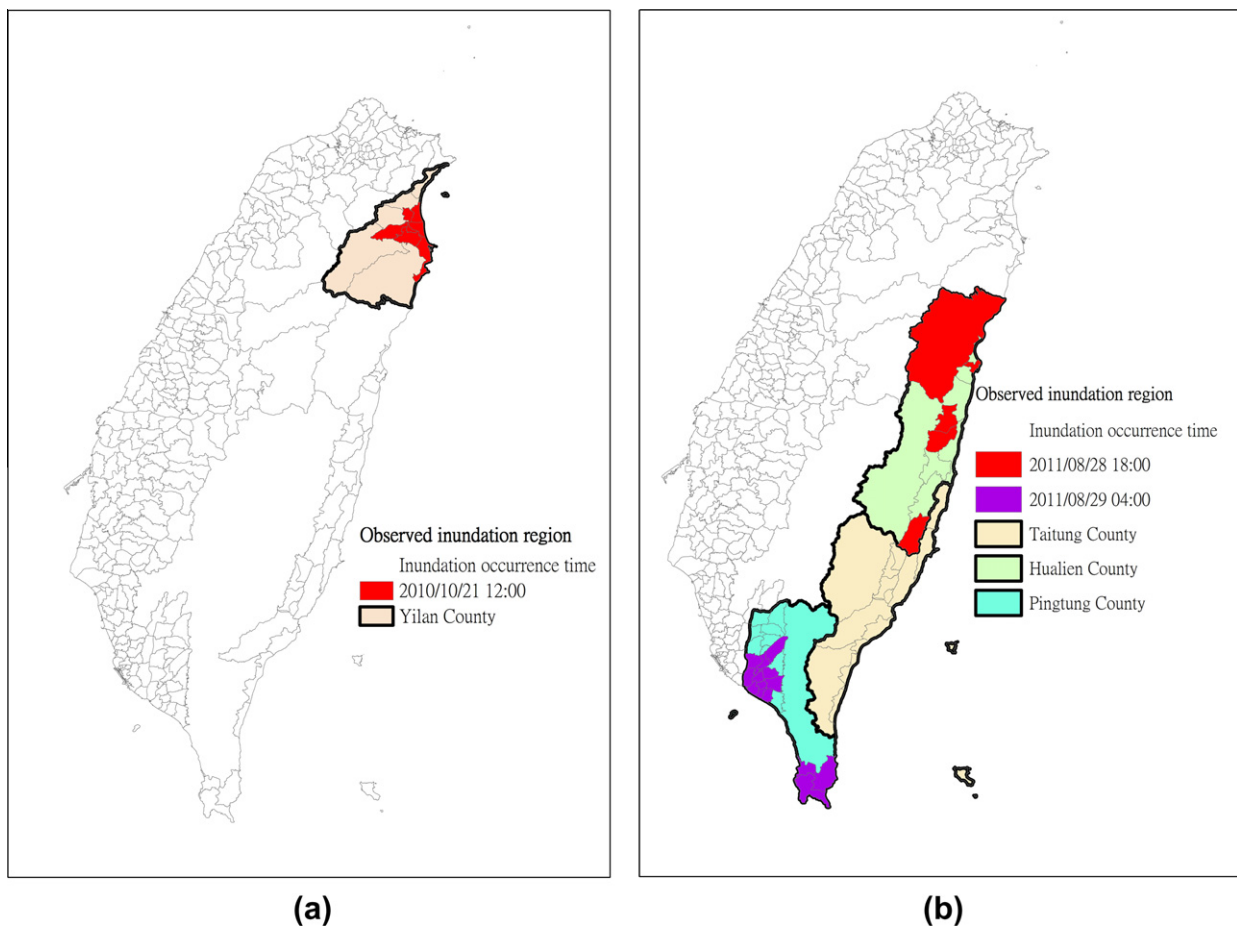 Observed inundation region
Inundation occurrence time
2010/10/21 12:00
Yilan County
(a)
Observed inundation region
Inundation occurrence time
2011/08/28 18:00
2011/08/29 04:00
Taitung County
Hualien County
Pingtung County
(b)